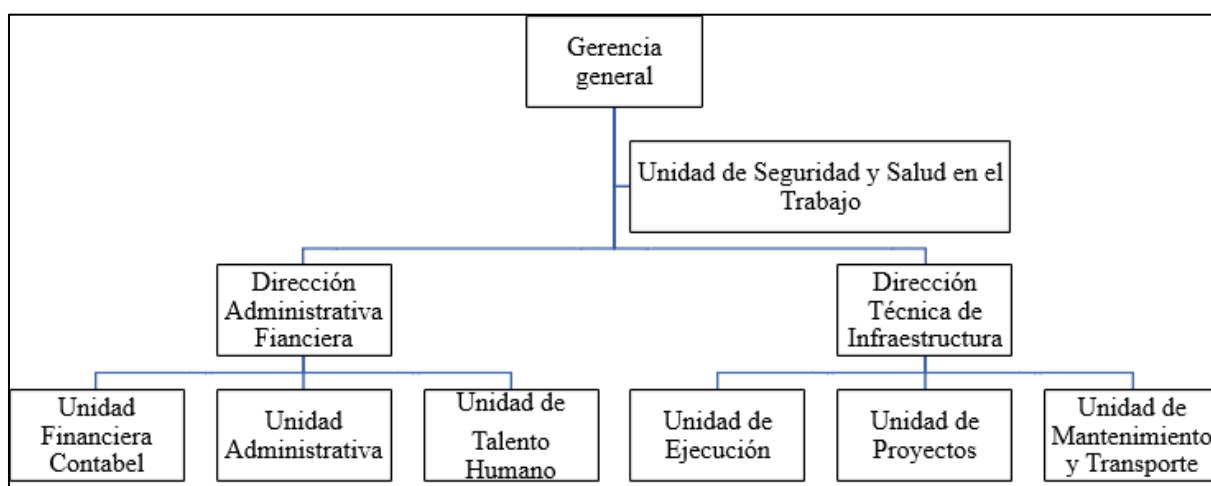 Gerencia
general
Unidad de Seguridad y Salud en el
Trabajo
Dirección
Administrativa
Fianciera
Dirección
Técnica de
Infraestructura
Unidad
Financiera
Contabel
Unidad
Administrativa
Unidad de
Talento
Humano
Unidad de
Ejecución
Unidad de
Proyectos
Unidad de
Mantenimiento
y Transporte